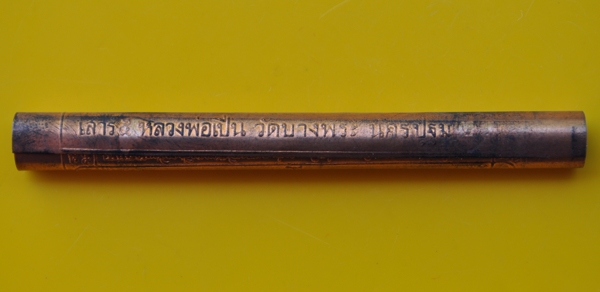 เสาร์๕ หลวงพ่อเปิ่น วัดบางพระ นครปฐม